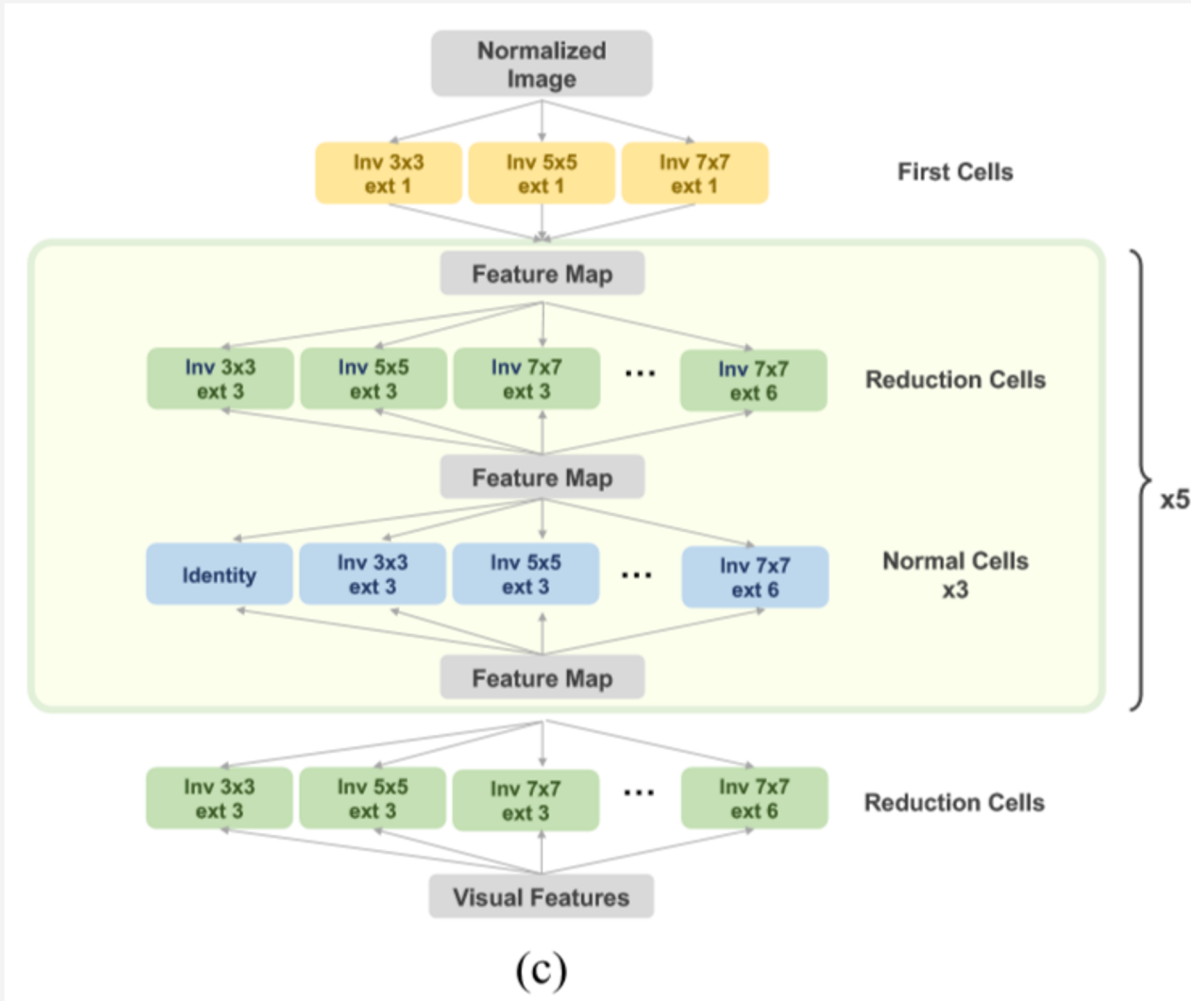 Normalized
Image
Inv 3x3
ext 1
Inv 5x5
ext 1
Inv 7x7
ext 1
First Cells
Feature Map
Inv 3x3
ext 3
Inv 5x5
ext 3
Inv 7x7
ext 3
...
Inv 7x7
ext 6
Reduction Cells
Feature Map
x5
Identity
Inv 3x3
ext 3
Inv 5x5
ext 3
...
Inv 7x7
ext 6
Normal Cells
x3
Feature Map
Inv 3x3
ext 3
Inv 5x5
ext 3
Inv 7x7
ext 3
...
Inv 7x7
ext 6
Reduction Cells
Visual Features
(c)